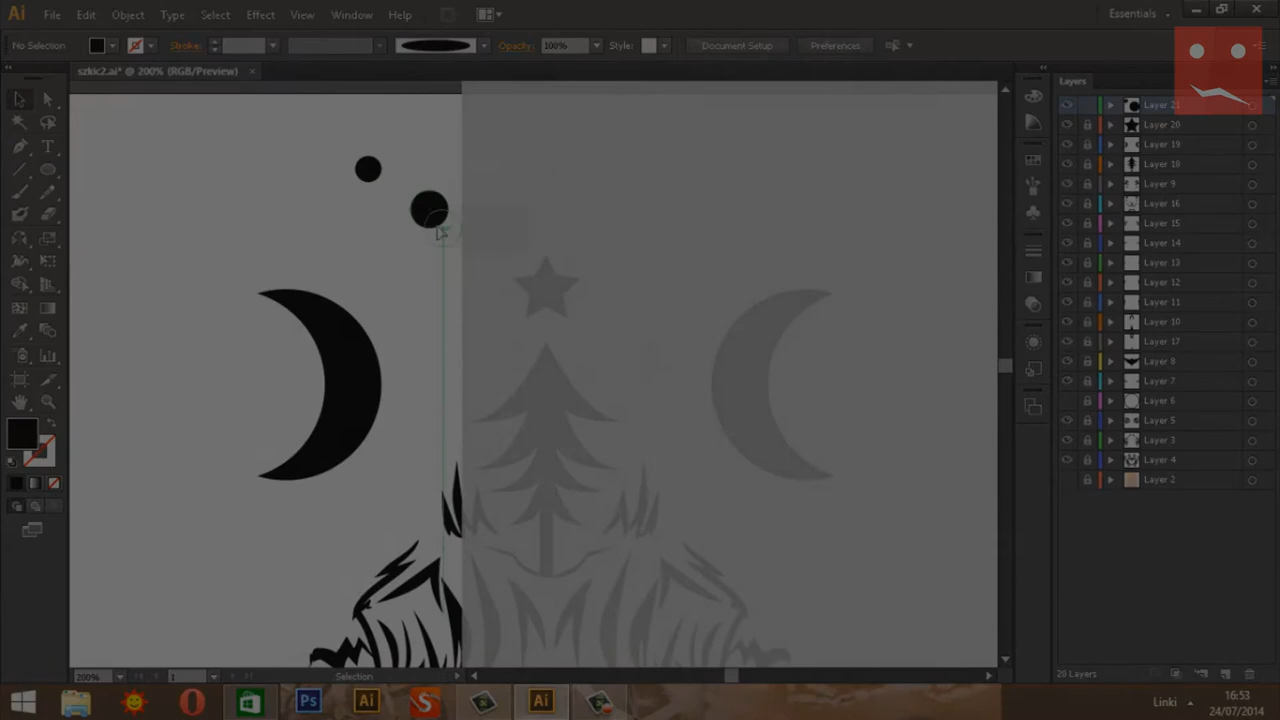 Ai File Edit Object Type Select Effect View Window Help Essentials
No Selection Stroke: Opacity: 100% Style: Document Setup Preferences
szkic2.ai* @ 200% (RGB/Preview) ×
Layers
Layer 21
Layer 20
Layer 19
Layer 18
Layer 9
Layer 16
Layer 15
Layer 14
Layer 13
Layer 12
Layer 11
Layer 10
Layer 17
Layer 8
Layer 7
Layer 6
Layer 5
Layer 3
Layer 4
Layer 2
200% 1 Selection 20 Layers
Ps Ai S Ai Linki 16:53
24/07/2014